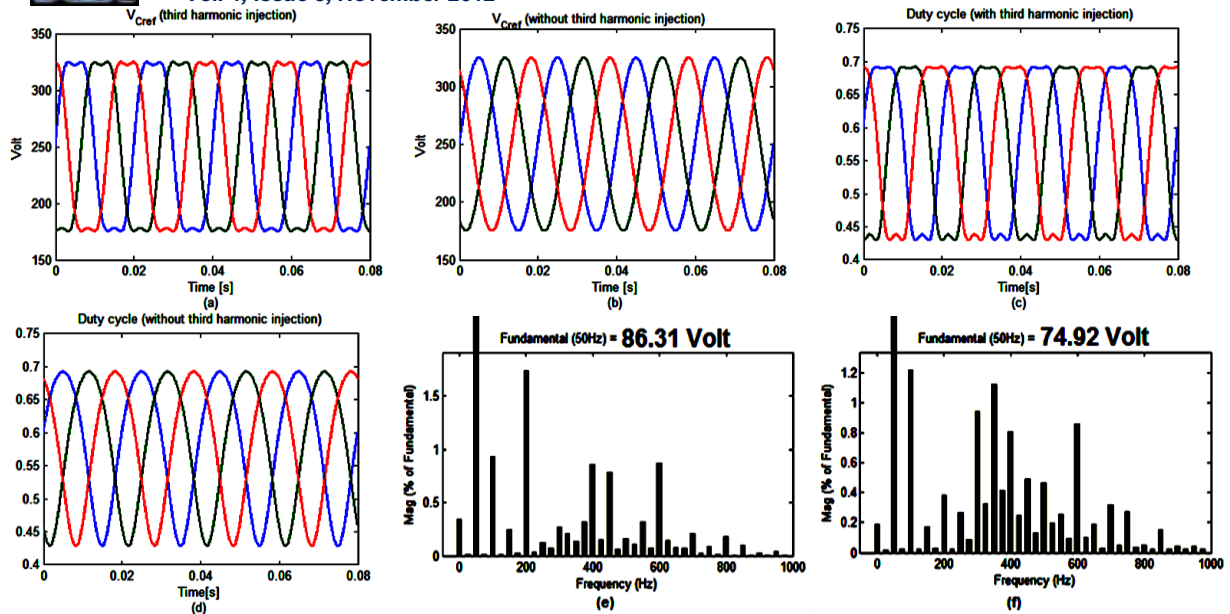 V_Cref (third harmonic injection)
350
300
250
200
150
Volt
0 0.02 0.04 0.06 0.08
Time [s]
(a)
V_Cref (without third harmonic injection)
350
300
250
200
150
Volt
0 0.02 0.04 0.06 0.08
Time [s]
(b)
Duty cycle (with third harmonic injection)
0.75
0.7
0.65
0.6
0.55
0.5
0.45
0.4
0 0.02 0.04 0.06 0.08
Time[s]
(c)
Duty cycle (without third harmonic injection)
0.75
0.7
0.65
0.6
0.55
0.5
0.45
0.4
0 0.02 0.04 0.06 0.08
Time[s]
(d)
Fundamental (50Hz) = 86.31 Volt
1.5
1
0.5
0
Mag (% of Fundamental)
0 200 400 600 800 1000
Frequency (Hz)
(e)
Fundamental (50Hz) = 74.92 Volt
1.2
1
0.8
0.6
0.4
0.2
0
Mag (% of Fundamental)
0 200 400 600 800 1000
Frequency (Hz)
(f)